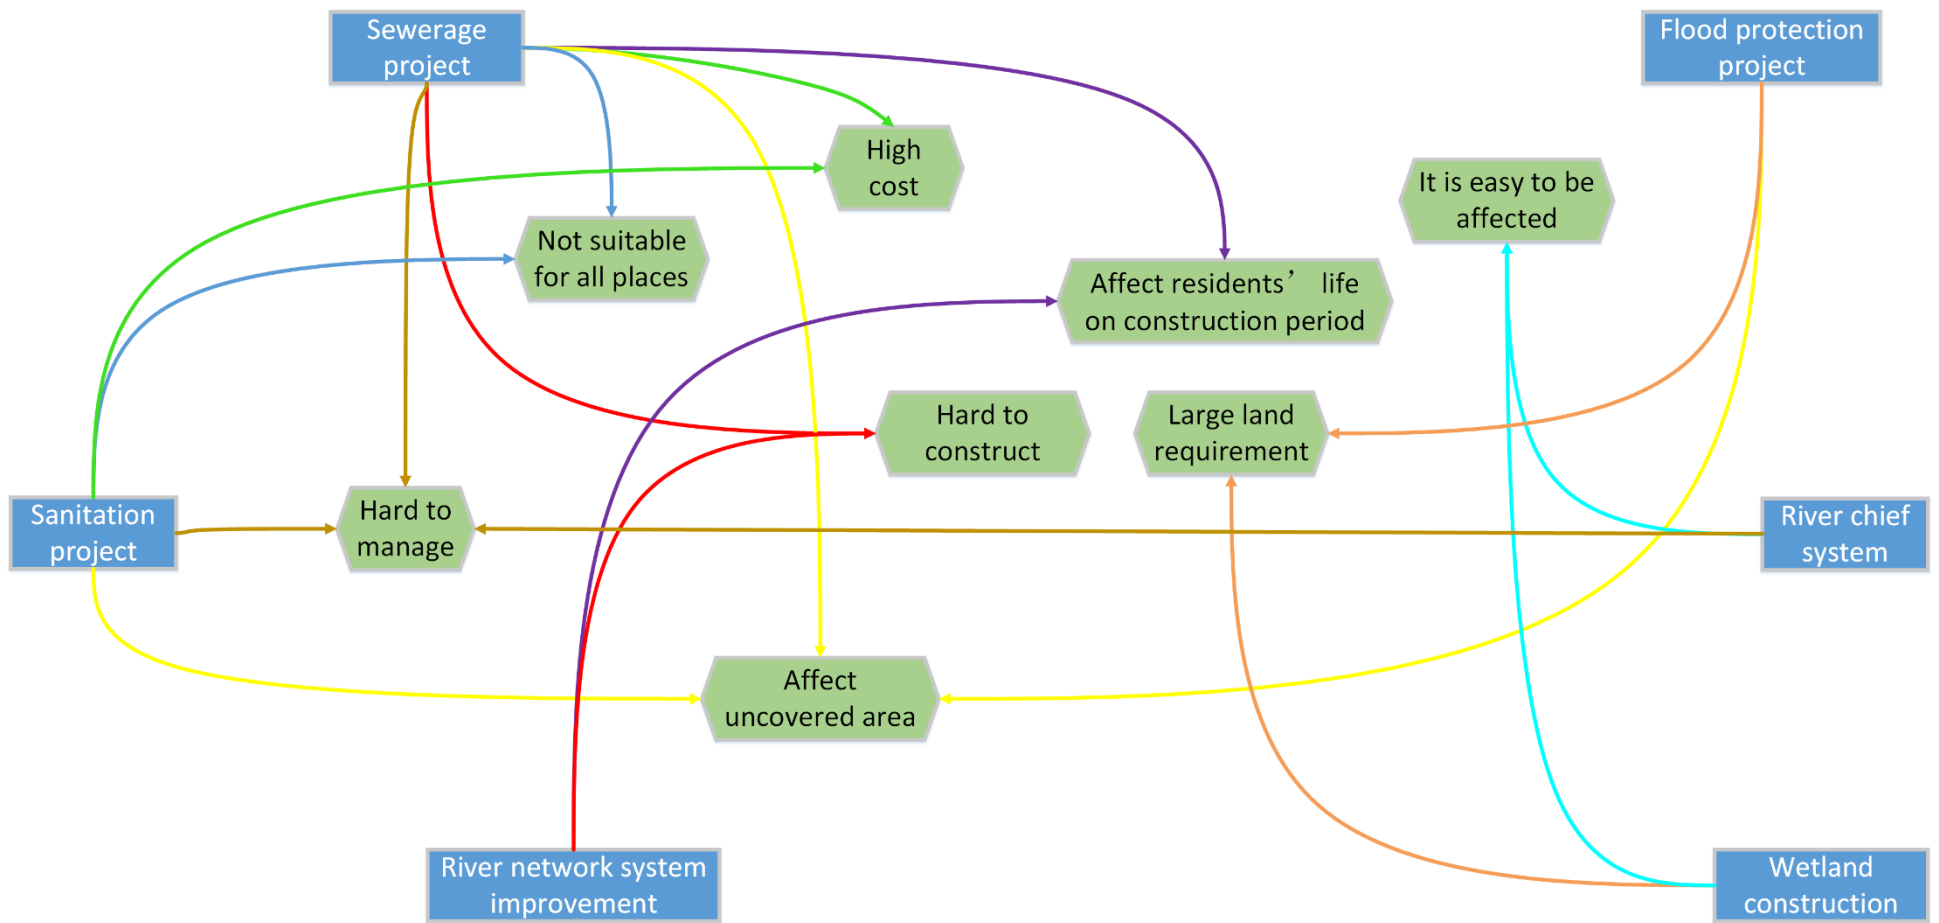 Sewerage
project
Flood protection
project
High
cost
It is easy to be
affected
Not suitable
for all places
Affect residents’ life
on construction period
Hard to
construct
Large land
requirement
Sanitation
project
Hard to
manage
River chief
system
Affect
uncovered area
River network system
improvement
Wetland
construction